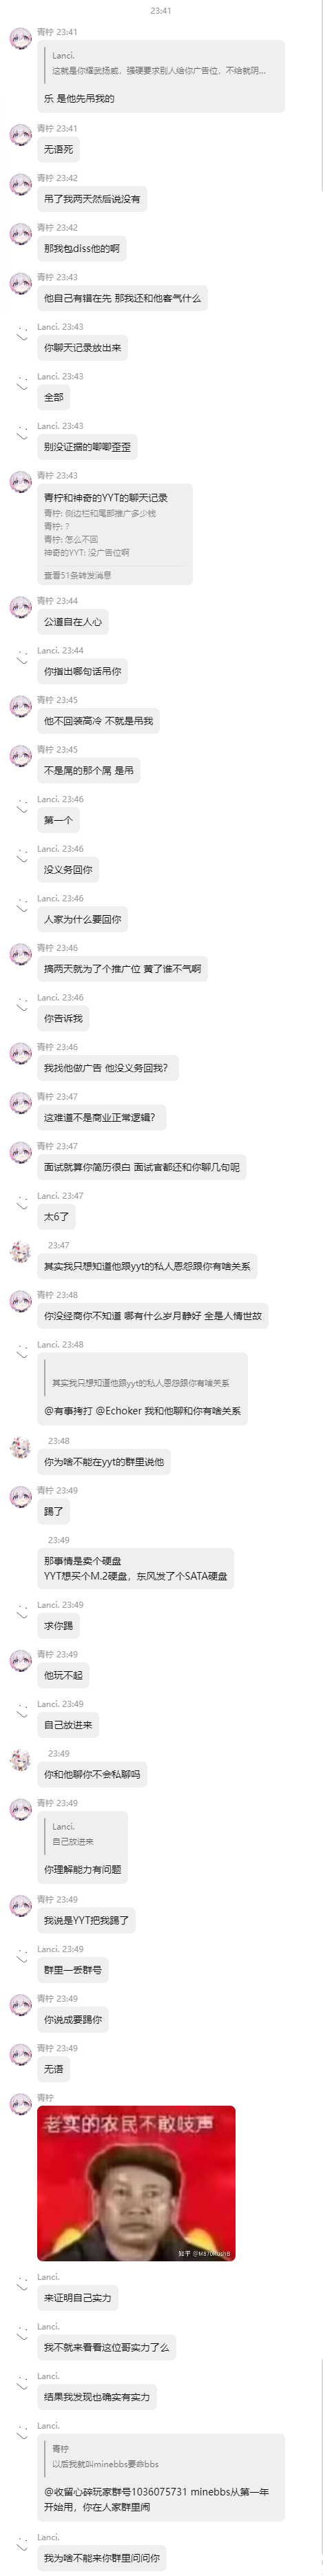 23:41
青柠 23:41
Lanci.
这就是你耀武扬威，强硬要求别人给你广告位，不给就阴...
乐 是他先吊我的
青柠 23:41
无语死
青柠 23:42
吊了我两天然后说没有
青柠 23:42
那我包diss他的啊
青柠 23:43
他自己有错在先 那我还和他客气什么
Lanci. 23:43
你聊天记录放出来
Lanci. 23:43
全部
Lanci. 23:43
别没证据的唧唧歪歪
青柠 23:43
青柠和神奇的YYT的聊天记录
青柠: 侧边栏和尾部推广多少钱
青柠: ?
青柠: 怎么不回
神奇的YYT: 没广告位啊
查看51条转发消息
青柠 23:44
公道自在人心
Lanci. 23:44
你指出哪句话吊你
青柠 23:45
他不回装高冷 不就是吊我
青柠 23:45
不是屌的那个屌 是吊
Lanci. 23:46
第一个
Lanci. 23:46
没义务回你
Lanci. 23:46
人家为什么要回你
青柠 23:46
搞两天就为了个推广位 黄了谁不气啊
Lanci. 23:46
你告诉我
青柠 23:46
我找他做广告 他没义务回我？
青柠 23:47
这难道不是商业正常逻辑？
青柠 23:47
面试就算你简历很白 面试官都还和你聊几句呢
Lanci. 23:47
太6了
23:47
其实我只想知道他跟yyt的私人恩怨跟你有啥关系
青柠 23:48
你没经商你不知道 哪有什么岁月静好 全是人情世故
Lanci. 23:48
其实我只想知道他跟yyt的私人恩怨跟你有啥关系
@有事拷打 @Echoker 我和他聊和你有啥关系
23:48
你为啥不能在yyt的群里说他
青柠 23:49
踢了
23:49
那事情是卖个硬盘
YYT想买个M.2硬盘，东风发了个SATA硬盘
Lanci. 23:49
求你踢
青柠 23:49
他玩不起
Lanci. 23:49
自己放进来
23:49
你和他聊你不会私聊吗
青柠 23:49
Lanci.
自己放进来
你理解能力有问题
青柠 23:49
我说是YYT把我踢了
Lanci. 23:49
群里一丢群号
青柠 23:49
你说成要踢你
青柠 23:49
无语
青柠
老实的农民不敢吱声
知乎 @M870RushB
Lanci.
来证明自己实力
Lanci.
我不就来看看这位哥实力了么
Lanci.
结果我发现也确实有实力
Lanci.
青柠
以后我就叫minebbs要命bbs
@收留心碎玩家群号1036075731 minebbs从第一年
开始用，你在人家群里闹
Lanci.
我为啥不能来你群里问问你